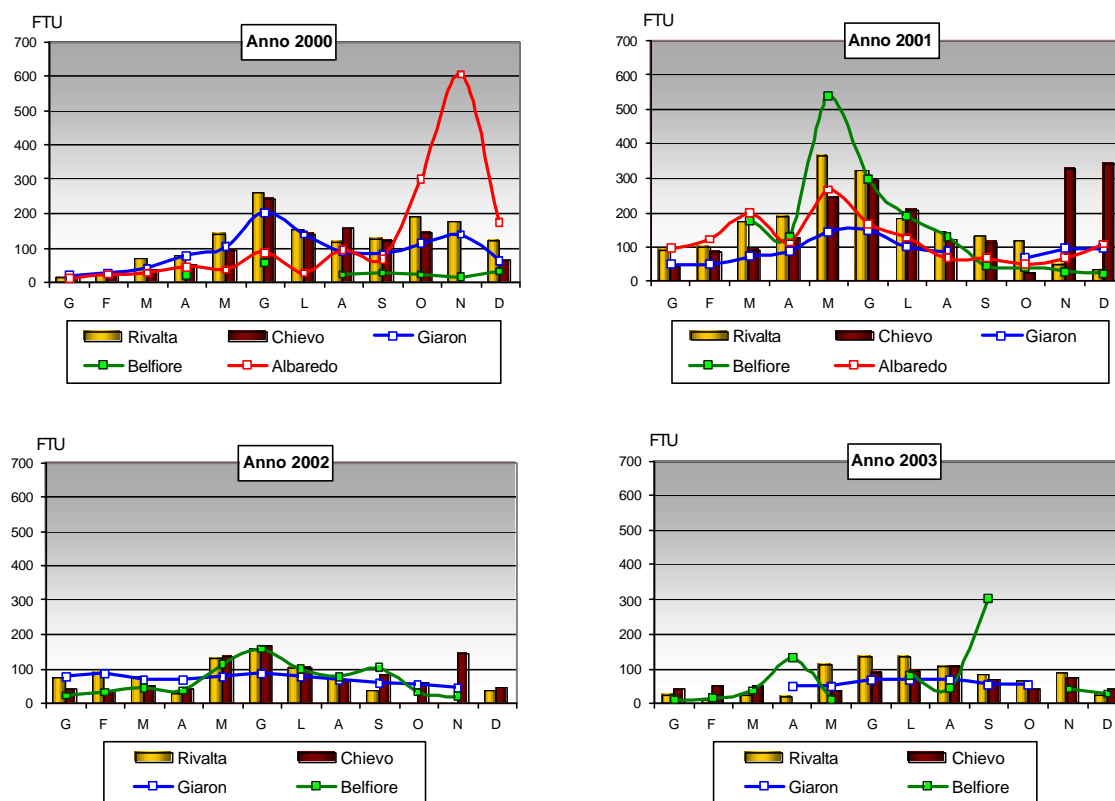 FTU
Anno 2000
700
600
500
400
300
200
100
0
G F M A M G L A S O N D
Rivalta Chievo Giaron
Belfiore Albaredo
FTU
Anno 2001
700
600
500
400
300
200
100
0
G F M A M G L A S O N D
Rivalta Chievo Giaron
Belfiore Albaredo
FTU
Anno 2002
700
600
500
400
300
200
100
0
G F M A M G L A S O N D
Rivalta Chievo
Giaron Belfiore
FTU
Anno 2003
700
600
500
400
300
200
100
0
G F M A M G L A S O N D
Rivalta Chievo
Giaron Belfiore